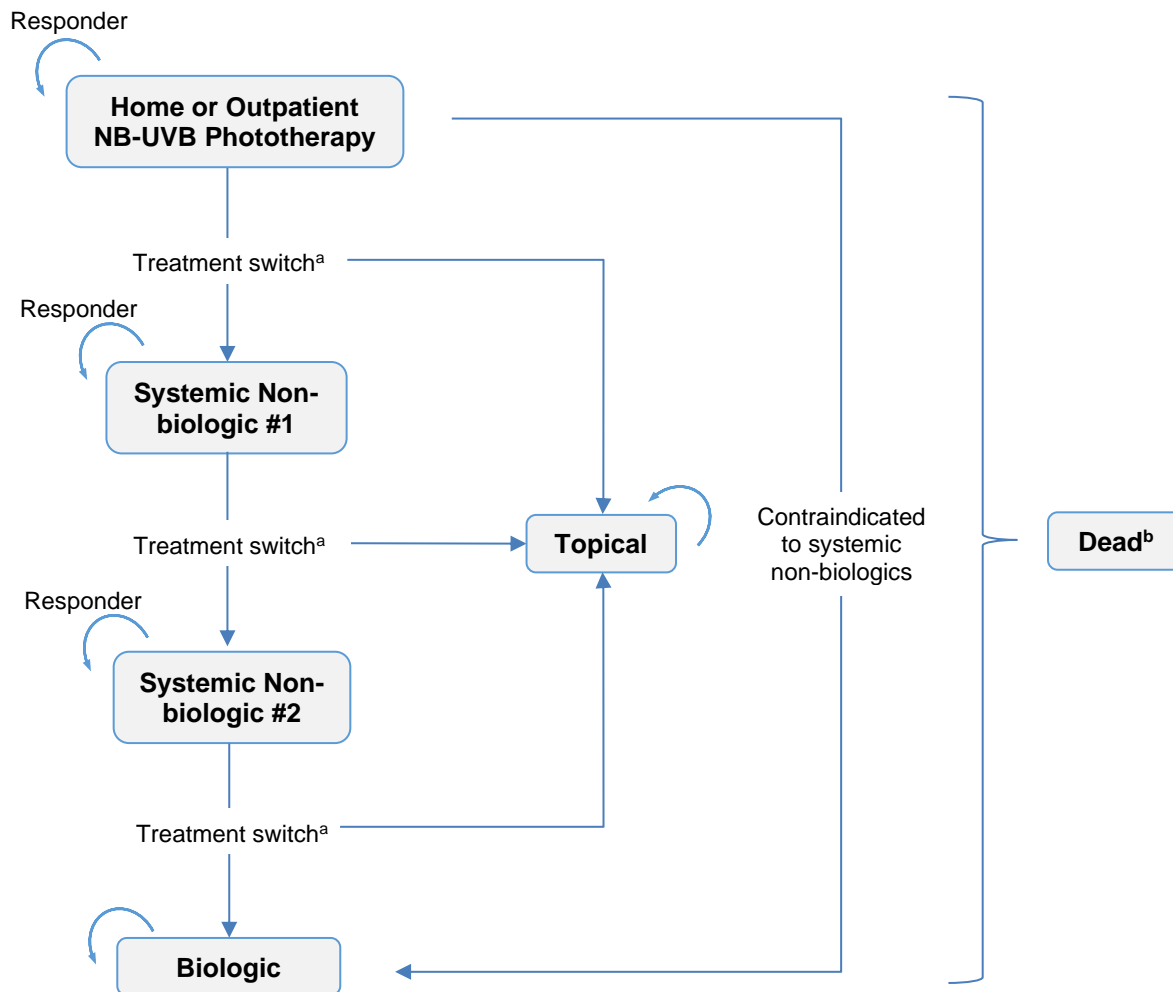 Responder
Home or Outpatient
NB-UVB Phototherapy
Treatment switchᵃ
Responder
Systemic Non-
biologic #1
Treatment switchᵃ
Topical
Contraindicated
to systemic
non-biologics
Deadᵇ
Responder
Systemic Non-
biologic #2
Treatment switchᵃ
Biologic